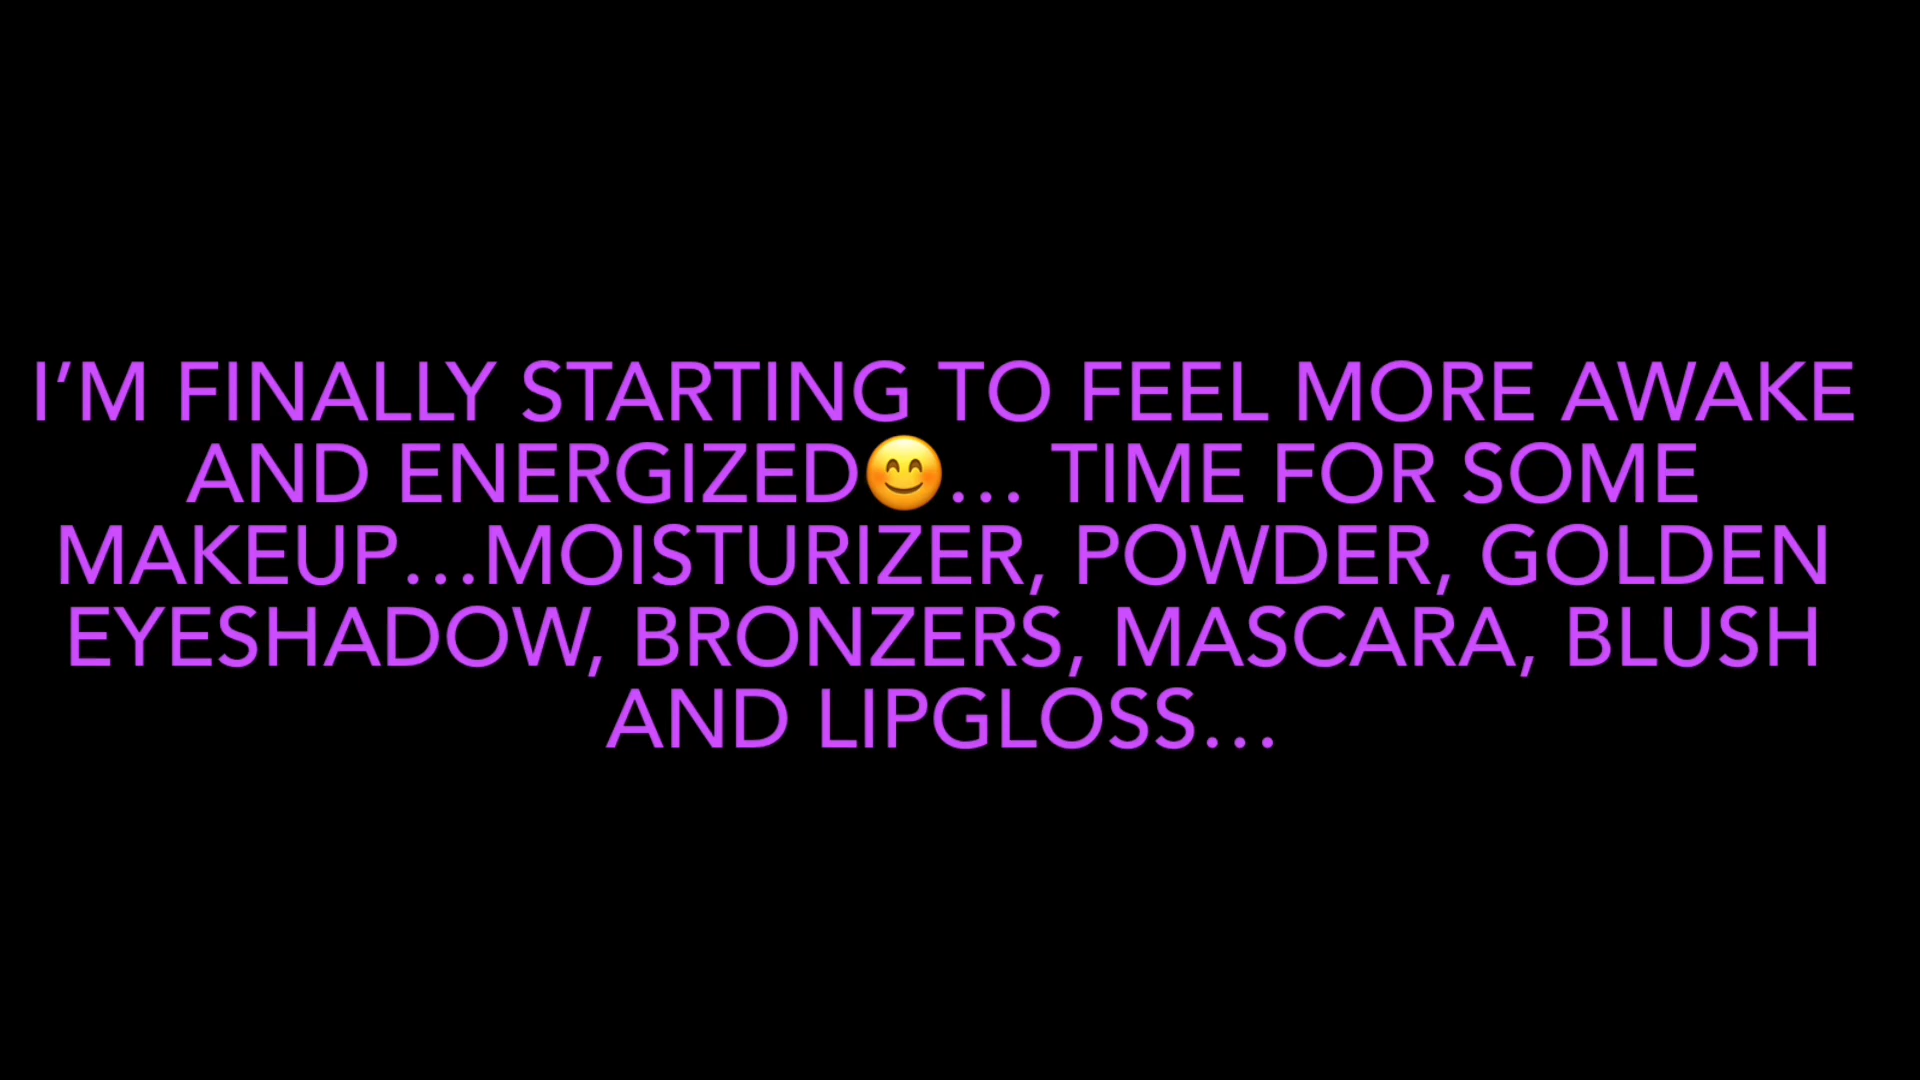 I’M FINALLY STARTING TO FEEL MORE AWAKE
AND ENERGIZED😊… TIME FOR SOME
MAKEUP…MOISTURIZER, POWDER, GOLDEN
EYESHADOW, BRONZERS, MASCARA, BLUSH
AND LIPGLOSS…